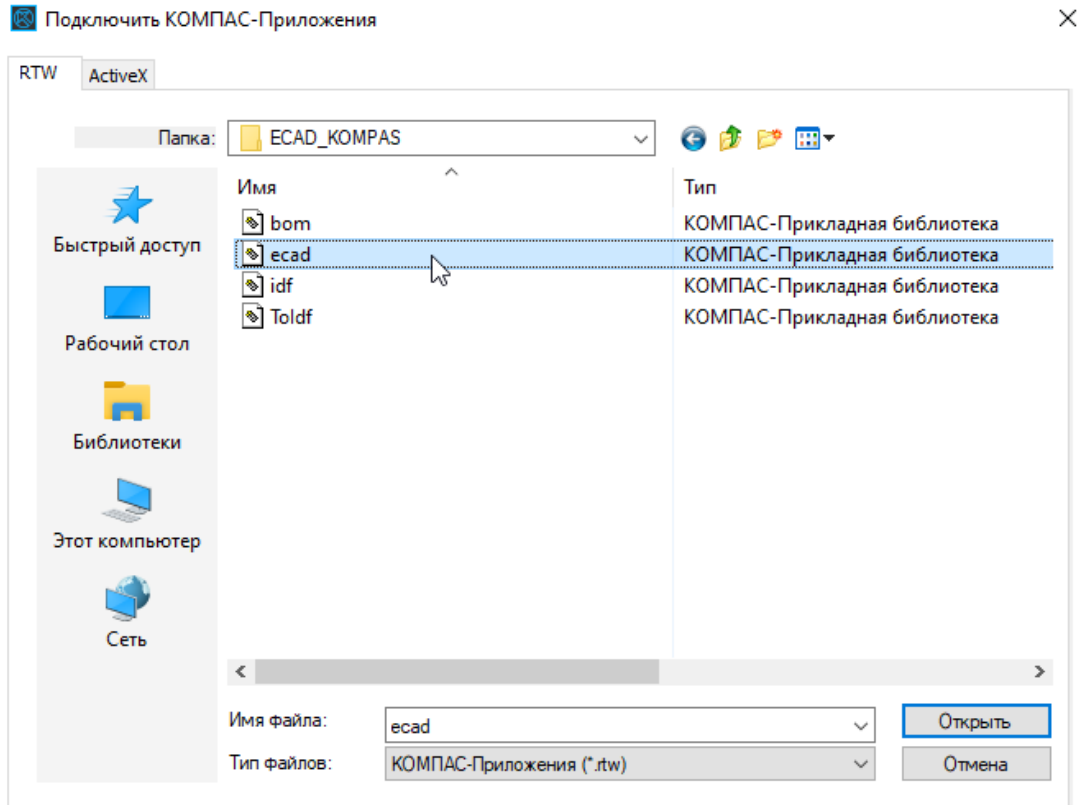 Подключить КОМПАС-Приложения
RTW ActiveX
Папка: ECAD_KOMPAS
Имя Тип
bom КОМПАС-Прикладная библиотека
ecad КОМПАС-Прикладная библиотека
idf КОМПАС-Прикладная библиотека
ToIdf КОМПАС-Прикладная библиотека
Быстрый доступ
Рабочий стол
Библиотеки
Этот компьютер
Сеть
Имя файла: ecad Открыть
Тип файлов: КОМПАС-Приложения (*.rtw) Отмена